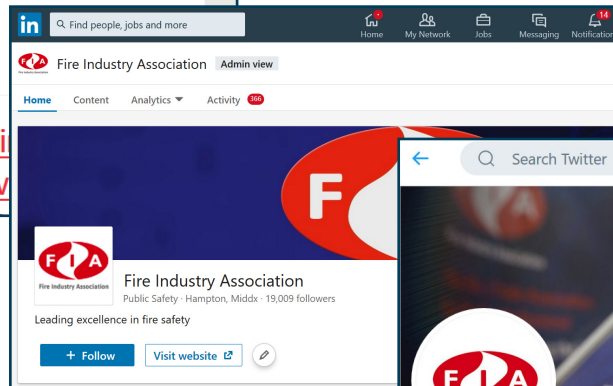 in
Find people, jobs and more
Home
My Network
Jobs
Messaging
14
Notification
FIA
Fire Industry Association
Admin view
Home
Content
Analytics
Activity
366
FIA
Fire Industry Association
Fire Industry Association
Public Safety · Hampton, Middx · 19,009 followers
Leading excellence in fire safety
+ Follow
Visit website
Search Twitter
FIA